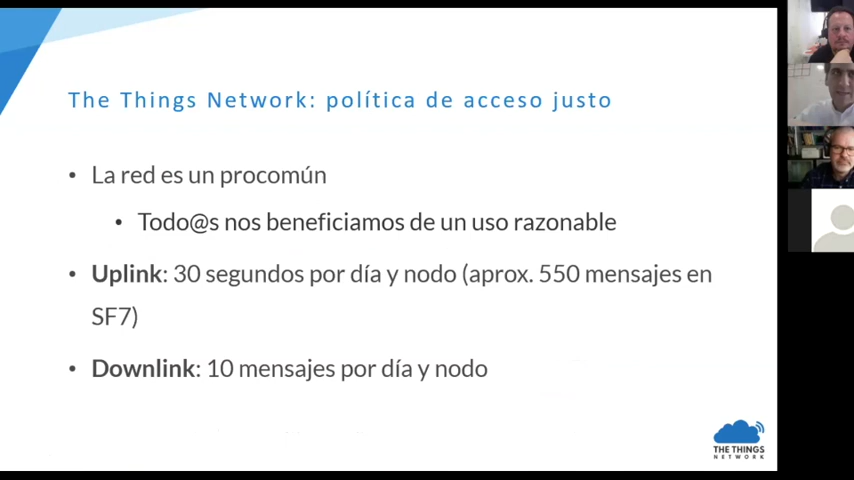 The Things Network: política de acceso justo
• La red es un procomún
• Todo@s nos beneficiamos de un uso razonable
• Uplink: 30 segundos por día y nodo (aprox. 550 mensajes en
SF7)
• Downlink: 10 mensajes por día y nodo
THE THINGS
NETWORK